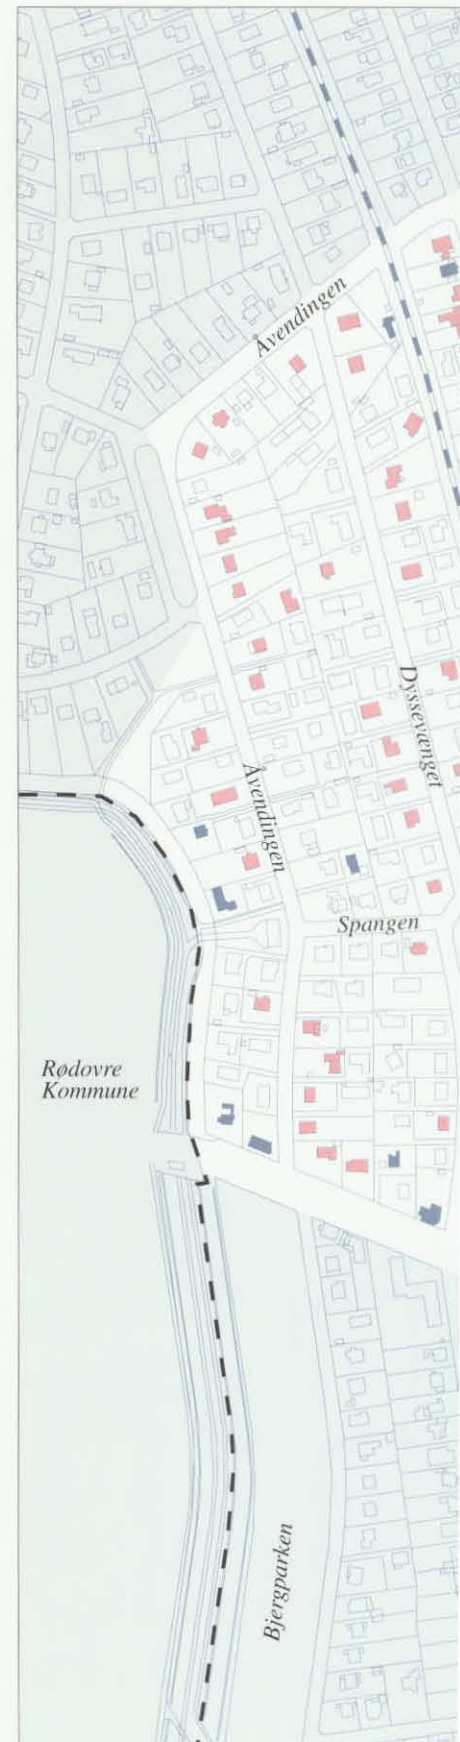 Åvendingen
Dyssevænget
Åvendingen
Spangen
Rødovre
Kommune
Bjergparken